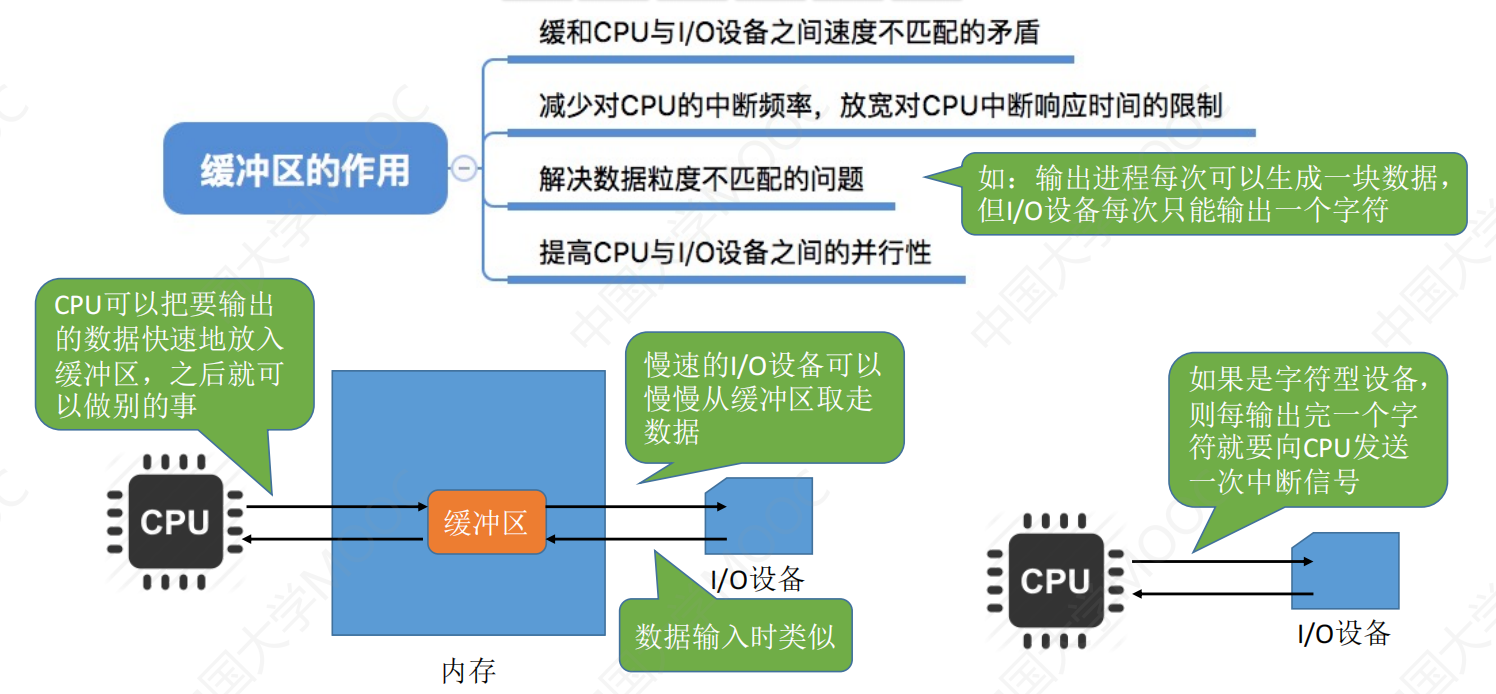 缓和CPU与I/O设备之间速度不匹配的矛盾
减少对CPU的中断频率，放宽对CPU中断响应时间的限制
缓冲区的作用
解决数据粒度不匹配的问题
如：输出进程每次可以生成一块数据，
但I/O设备每次只能输出一个字符
提高CPU与I/O设备之间的并行性
CPU可以把要输出
的数据快速地放入
缓冲区，之后就可
以做别的事
慢速的I/O设备可以
慢慢从缓冲区取走
数据
如果是字符型设备，
则每输出完一个字
符就要向CPU发送
一次中断信号
CPU
缓冲区
I/O设备
数据输入时类似
内存
CPU
I/O设备
中国大学MOOC